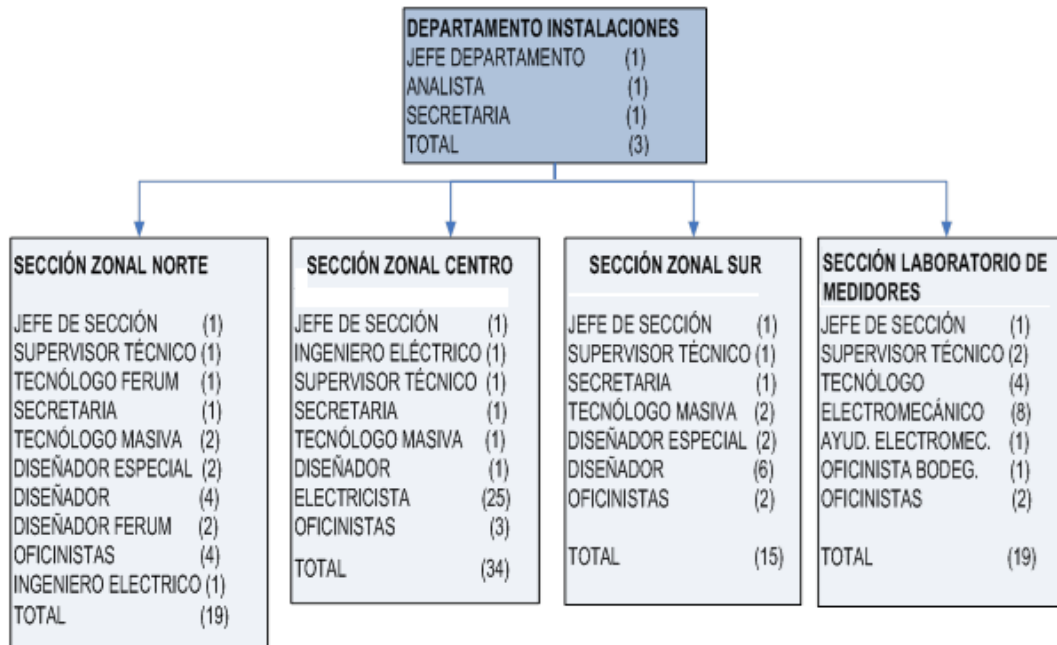 DEPARTAMENTO INSTALACIONES
JEFE DEPARTAMENTO (1)
ANALISTA (1)
SECRETARIA (1)
TOTAL (3)
SECCIÓN ZONAL NORTE
JEFE DE SECCIÓN (1)
SUPERVISOR TÉCNICO (1)
TECNÓLOGO FERUM (1)
SECRETARIA (1)
TECNÓLOGO MASIVA (2)
DISEÑADOR ESPECIAL (2)
DISEÑADOR (4)
DISEÑADOR FERUM (2)
OFICINISTAS (4)
INGENIERO ELECTRICO (1)
TOTAL (19)
SECCIÓN ZONAL CENTRO
JEFE DE SECCIÓN (1)
INGENIERO ELÉCTRICO (1)
SUPERVISOR TÉCNICO (1)
SECRETARIA (1)
TECNÓLOGO MASIVA (1)
DISEÑADOR (1)
ELECTRICISTA (25)
OFICINISTAS (3)
TOTAL (34)
SECCIÓN ZONAL SUR
JEFE DE SECCIÓN (1)
SUPERVISOR TÉCNICO (1)
SECRETARIA (1)
TECNÓLOGO MASIVA (2)
DISEÑADOR ESPECIAL (2)
DISEÑADOR (6)
OFICINISTAS (2)
TOTAL (15)
SECCIÓN LABORATORIO DE
MEDIDORES
JEFE DE SECCIÓN (1)
SUPERVISOR TÉCNICO (2)
TECNÓLOGO (4)
ELECTROMECÁNICO (8)
AYUD. ELECTROMEC. (1)
OFICINISTA BODEG. (1)
OFICINISTAS (2)
TOTAL (19)